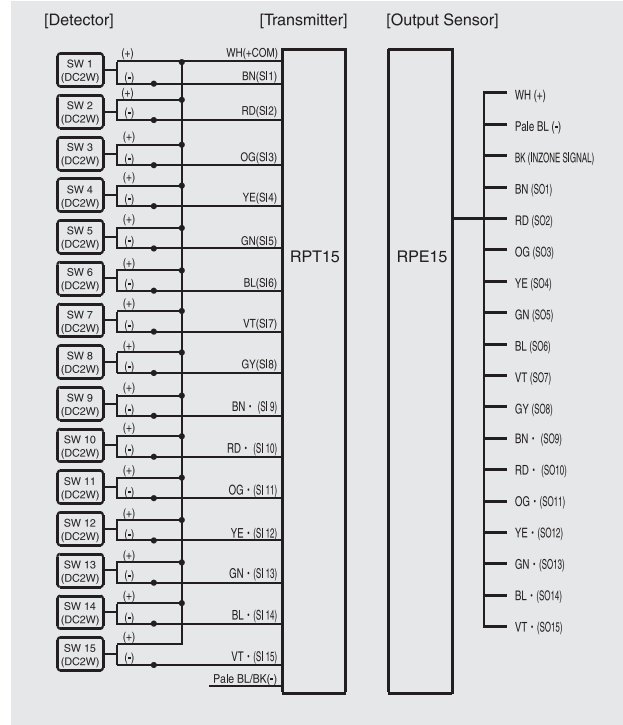 [Detector] [Transmitter] [Output Sensor]
SW 1
(DC2W)
(+)
(-)
WH(+COM)
BN(SI1)
SW 2
(DC2W)
(+)
(-)
RD(SI2)
SW 3
(DC2W)
(+)
(-)
OG(SI3)
SW 4
(DC2W)
(+)
(-)
YE(SI4)
SW 5
(DC2W)
(+)
(-)
GN(SI5)
SW 6
(DC2W)
(+)
(-)
BL(SI6)
SW 7
(DC2W)
(+)
(-)
VT(SI7)
SW 8
(DC2W)
(+)
(-)
GY(SI8)
SW 9
(DC2W)
(+)
(-)
BN・ (SI 9)
SW 10
(DC2W)
(+)
(-)
RD・ (SI 10)
SW 11
(DC2W)
(+)
(-)
OG・(SI 11)
SW 12
(DC2W)
(+)
(-)
YE・(SI 12)
SW 13
(DC2W)
(+)
(-)
GN・(SI 13)
SW 14
(DC2W)
(+)
(-)
BL・(SI 14)
SW 15
(DC2W)
(+)
(-)
VT・(SI 15)
Pale BL/BK(-)
RPT15
RPE15
WH (+)
Pale BL (-)
BK (INZONE SIGNAL)
BN (SO1)
RD (SO2)
OG (SO3)
YE (SO4)
GN (SO5)
BL (SO6)
VT (SO7)
GY (SO8)
BN・ (SO9)
RD・ (SO10)
OG・(SO11)
YE・(SO12)
GN・(SO13)
BL・(SO14)
VT・(SO15)